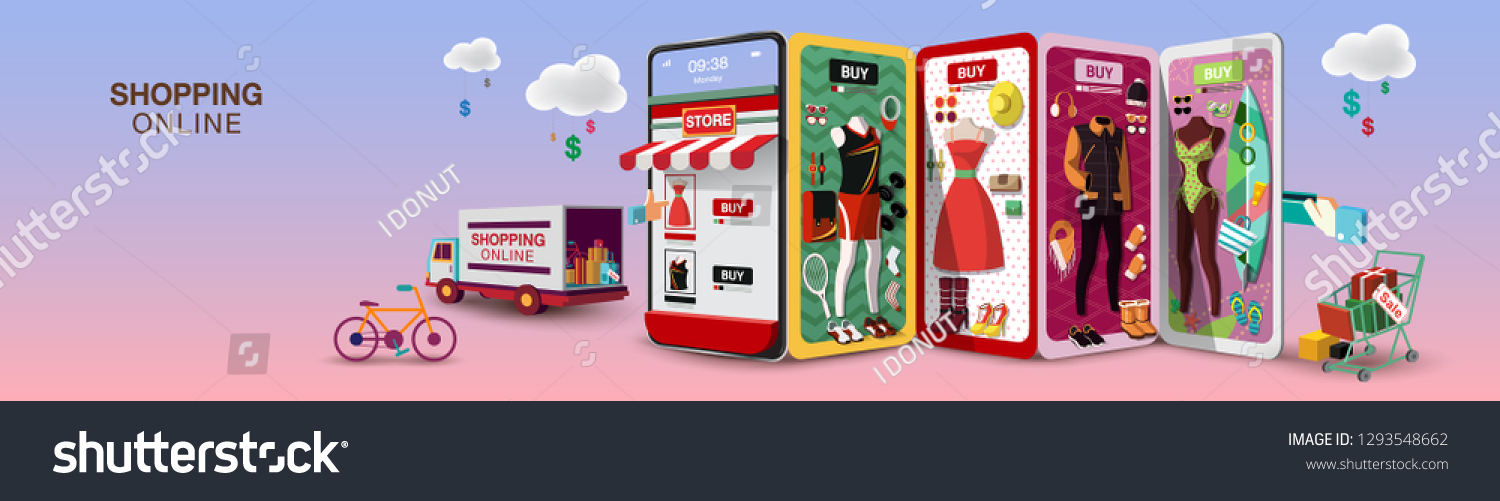 SHOPPING
ONLINE
SHOPPING
ONLINE
09:38
Monday
STORE
BUY
BUY
BUY
BUY
BUY
BUY
$
$
$
$
$
$
$
$
Sale
shutterstock
shutterstock
shutterstock
I DONUT
I DONUT
I DONUT
shutterstock®
IMAGE ID: 1293548662
www.shutterstock.com